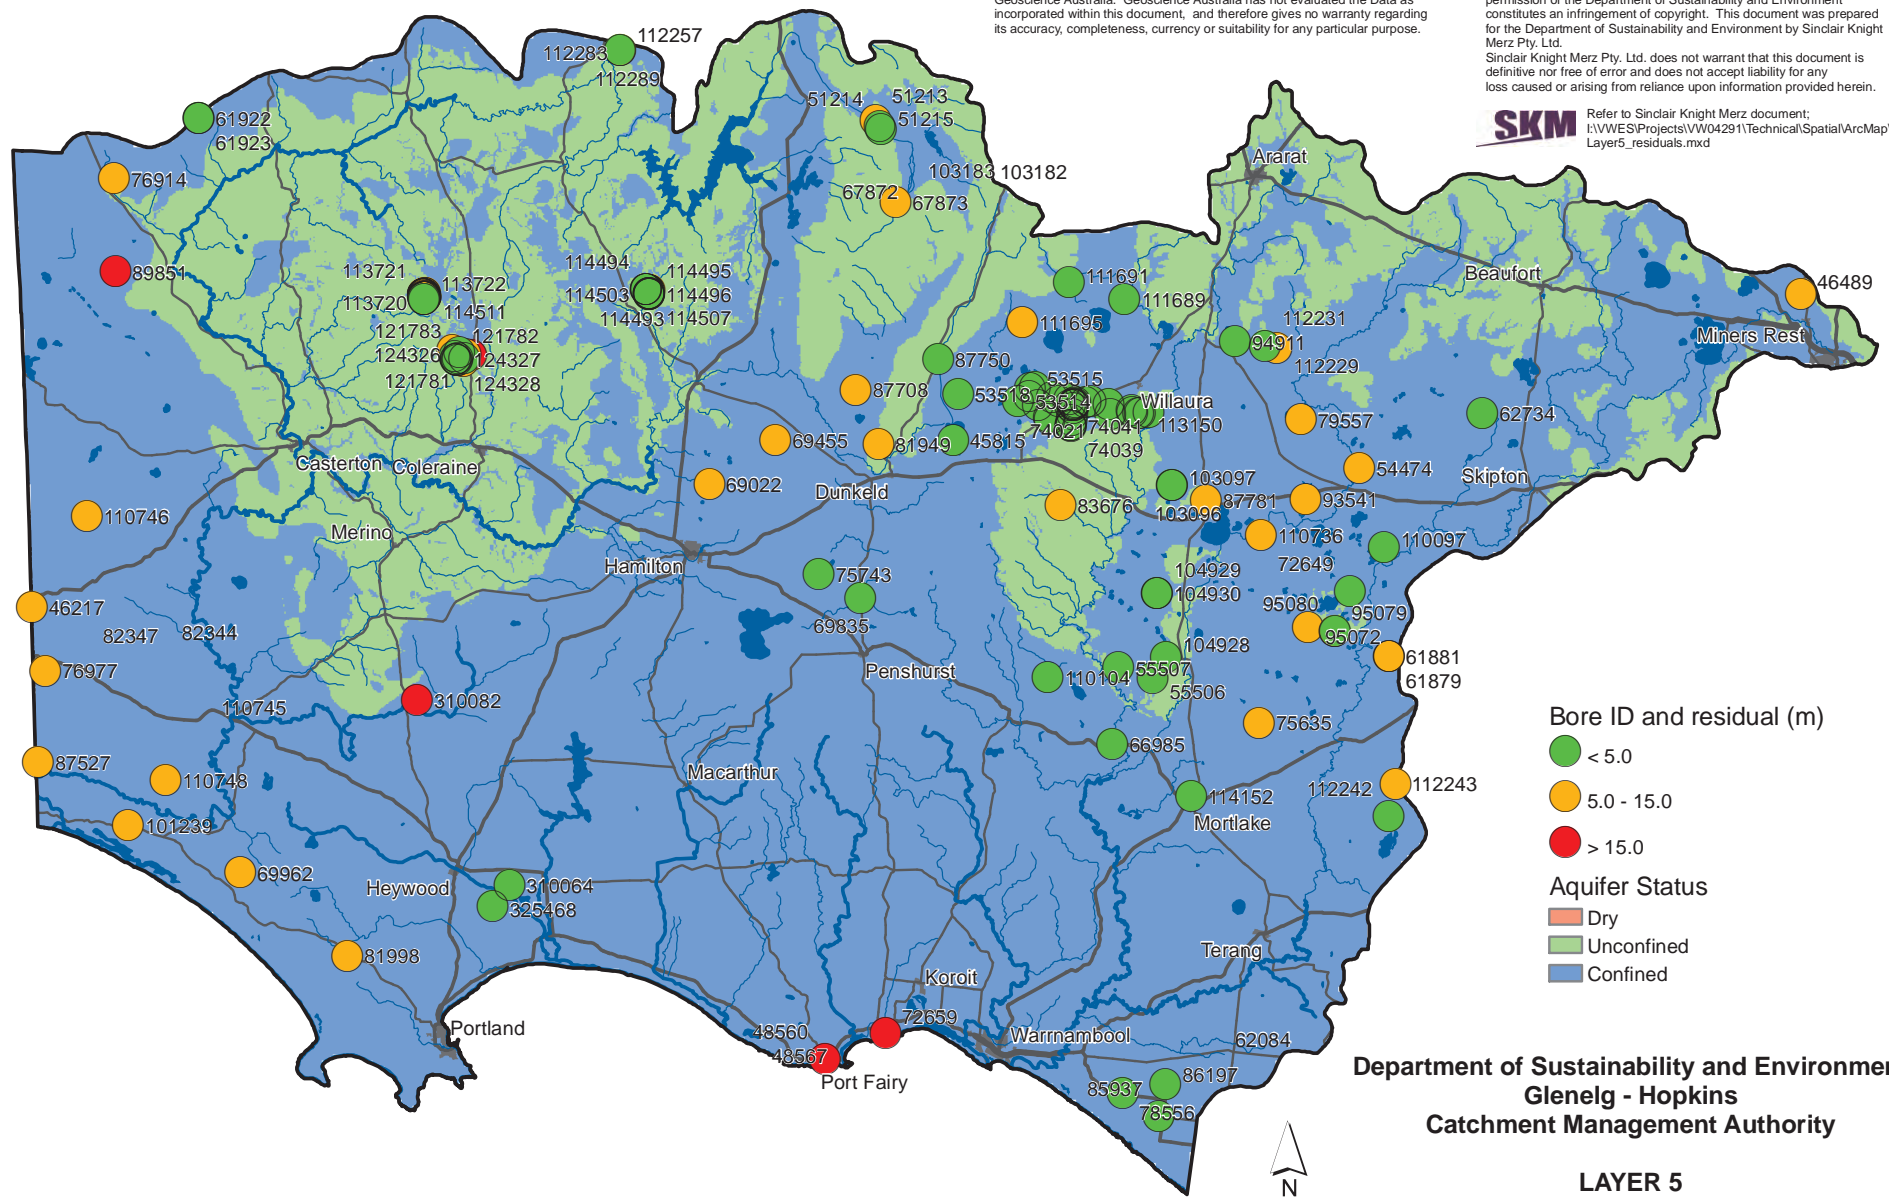 Geoscience Australia. Geoscience Australia has not evaluated the Data as
incorporated within this document, and therefore gives no warranty regarding
its accuracy, completeness, currency or suitability for any particular purpose.
permission of the Department of Sustainability and Environment
constitutes an infringement of copyright. This document was prepared
for the Department of Sustainability and Environment by Sinclair Knight
Merz Pty. Ltd.
Sinclair Knight Merz Pty. Ltd. does not warrant that this document is
definitive nor free of error and does not accept liability for any
loss caused or arising from reliance upon information provided herein.
SKM
Refer to Sinclair Knight Merz document;
I:\VWES\Projects\VW04291\Technical\Spatial\ArcMap\
Layer5_residuals.mxd
112257
112283
112289
51214
51213
51215
61922
61923
76914
103183
103182
67872
67873
Ararat
89851
113721
113722
113720
114511
114494
114495
114503
114496
114493
114507
111691
111689
111695
Beaufort
46489
Miners Rest
121783
121782
124326
124327
121781
124328
112231
94911
112229
87750
87708
53518
53515
53514
Willaura
74021
74041
113150
74039
79557
62734
69455
81949
45815
Casterton
Coleraine
54474
Skipton
69022
Dunkeld
103097
87781
93541
103096
83676
110746
Merino
110736
110097
72649
Hamilton
75743
104929
104930
69835
95080
95079
95072
46217
82347
82344
104928
61881
61879
76977
Penshurst
110104
55507
55506
110745
310082
75635
66985
87527
110748
Macarthur
112242
112243
114152
Mortlake
101239
69962
Heywood
310064
325468
81998
Terang
Koroit
Portland
48560
72659
Warrnambool
48567
Port Fairy
62084
85937
86197
78556
Bore ID and residual (m)
< 5.0
5.0 - 15.0
> 15.0
Aquifer Status
Dry
Unconfined
Confined
Department of Sustainability and Environme
Glenelg - Hopkins
Catchment Management Authority
LAYER 5
N